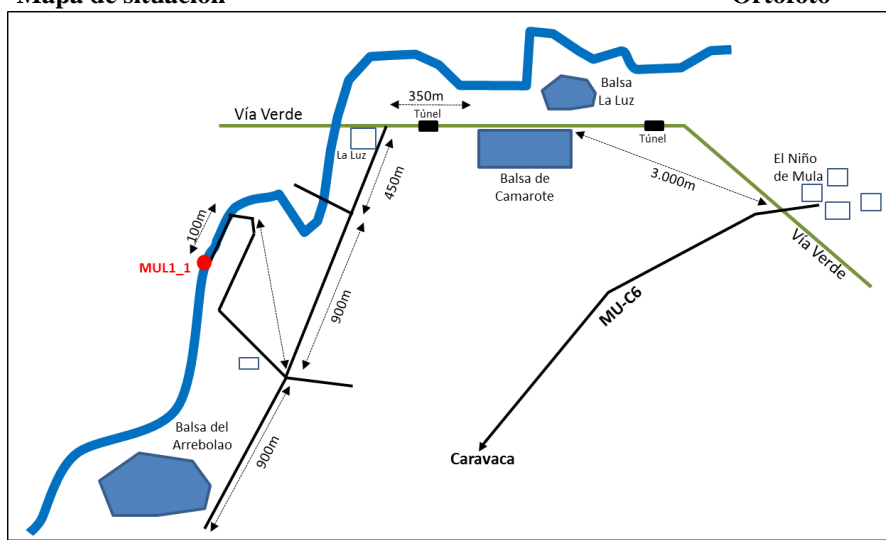 Mapa de situación
Ortofoto
Balsa
La Luz
350m
Vía Verde
Túnel
Túnel
La Luz
El Niño
de Mula
450m
Balsa de
Camarote
3.000m
100m
MUL1_1
Vía Verde
900m
MU-C6
Balsa del
Arrebolao
900m
Caravaca